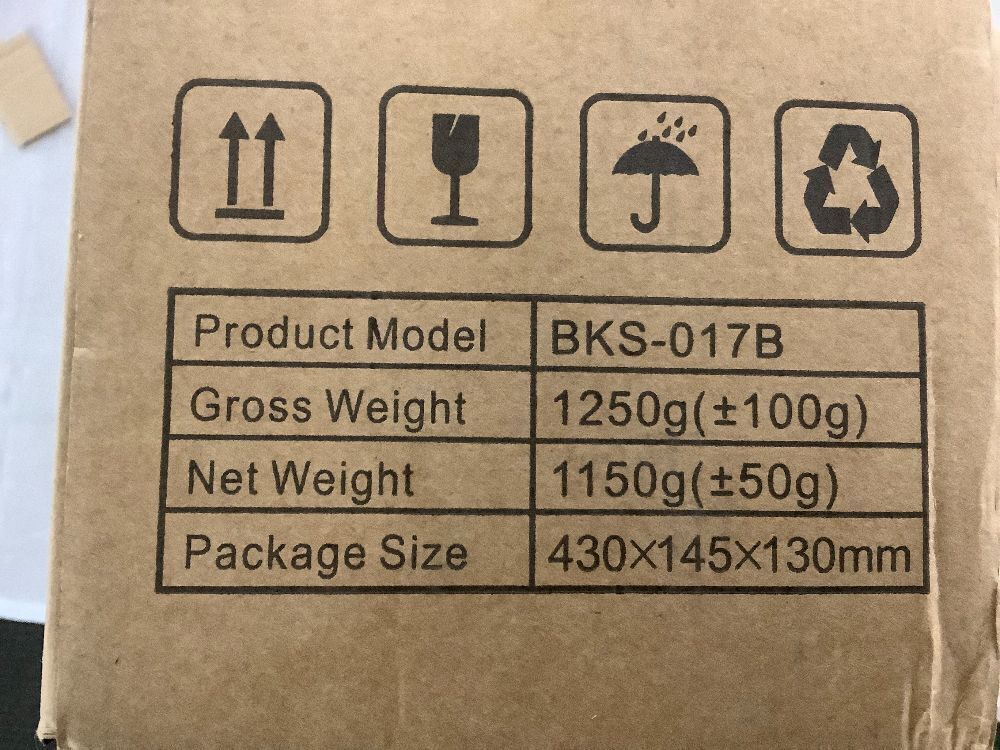 Product Model BKS-017B
Gross Weight 1250g(±100g)
Net Weight 1150g(±50g)
Package Size 430×145×130mm